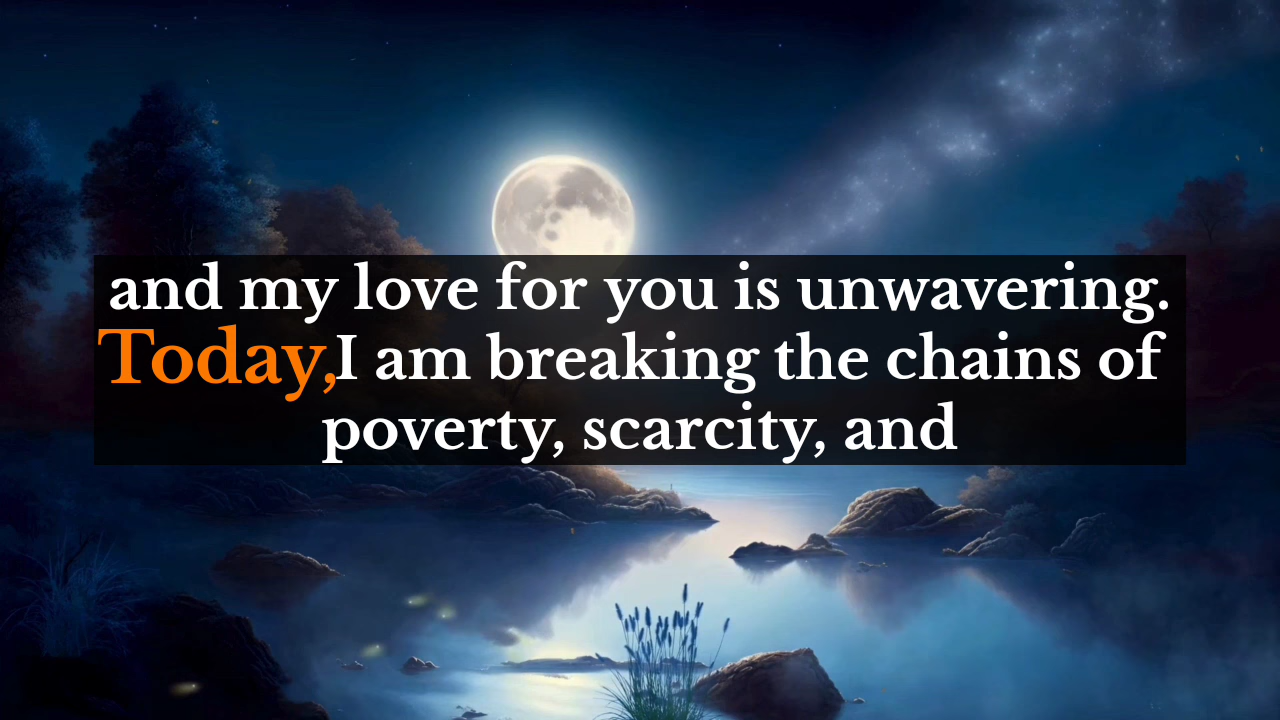 and my love for you is unwavering.
Today, I am breaking the chains of
poverty, scarcity, and